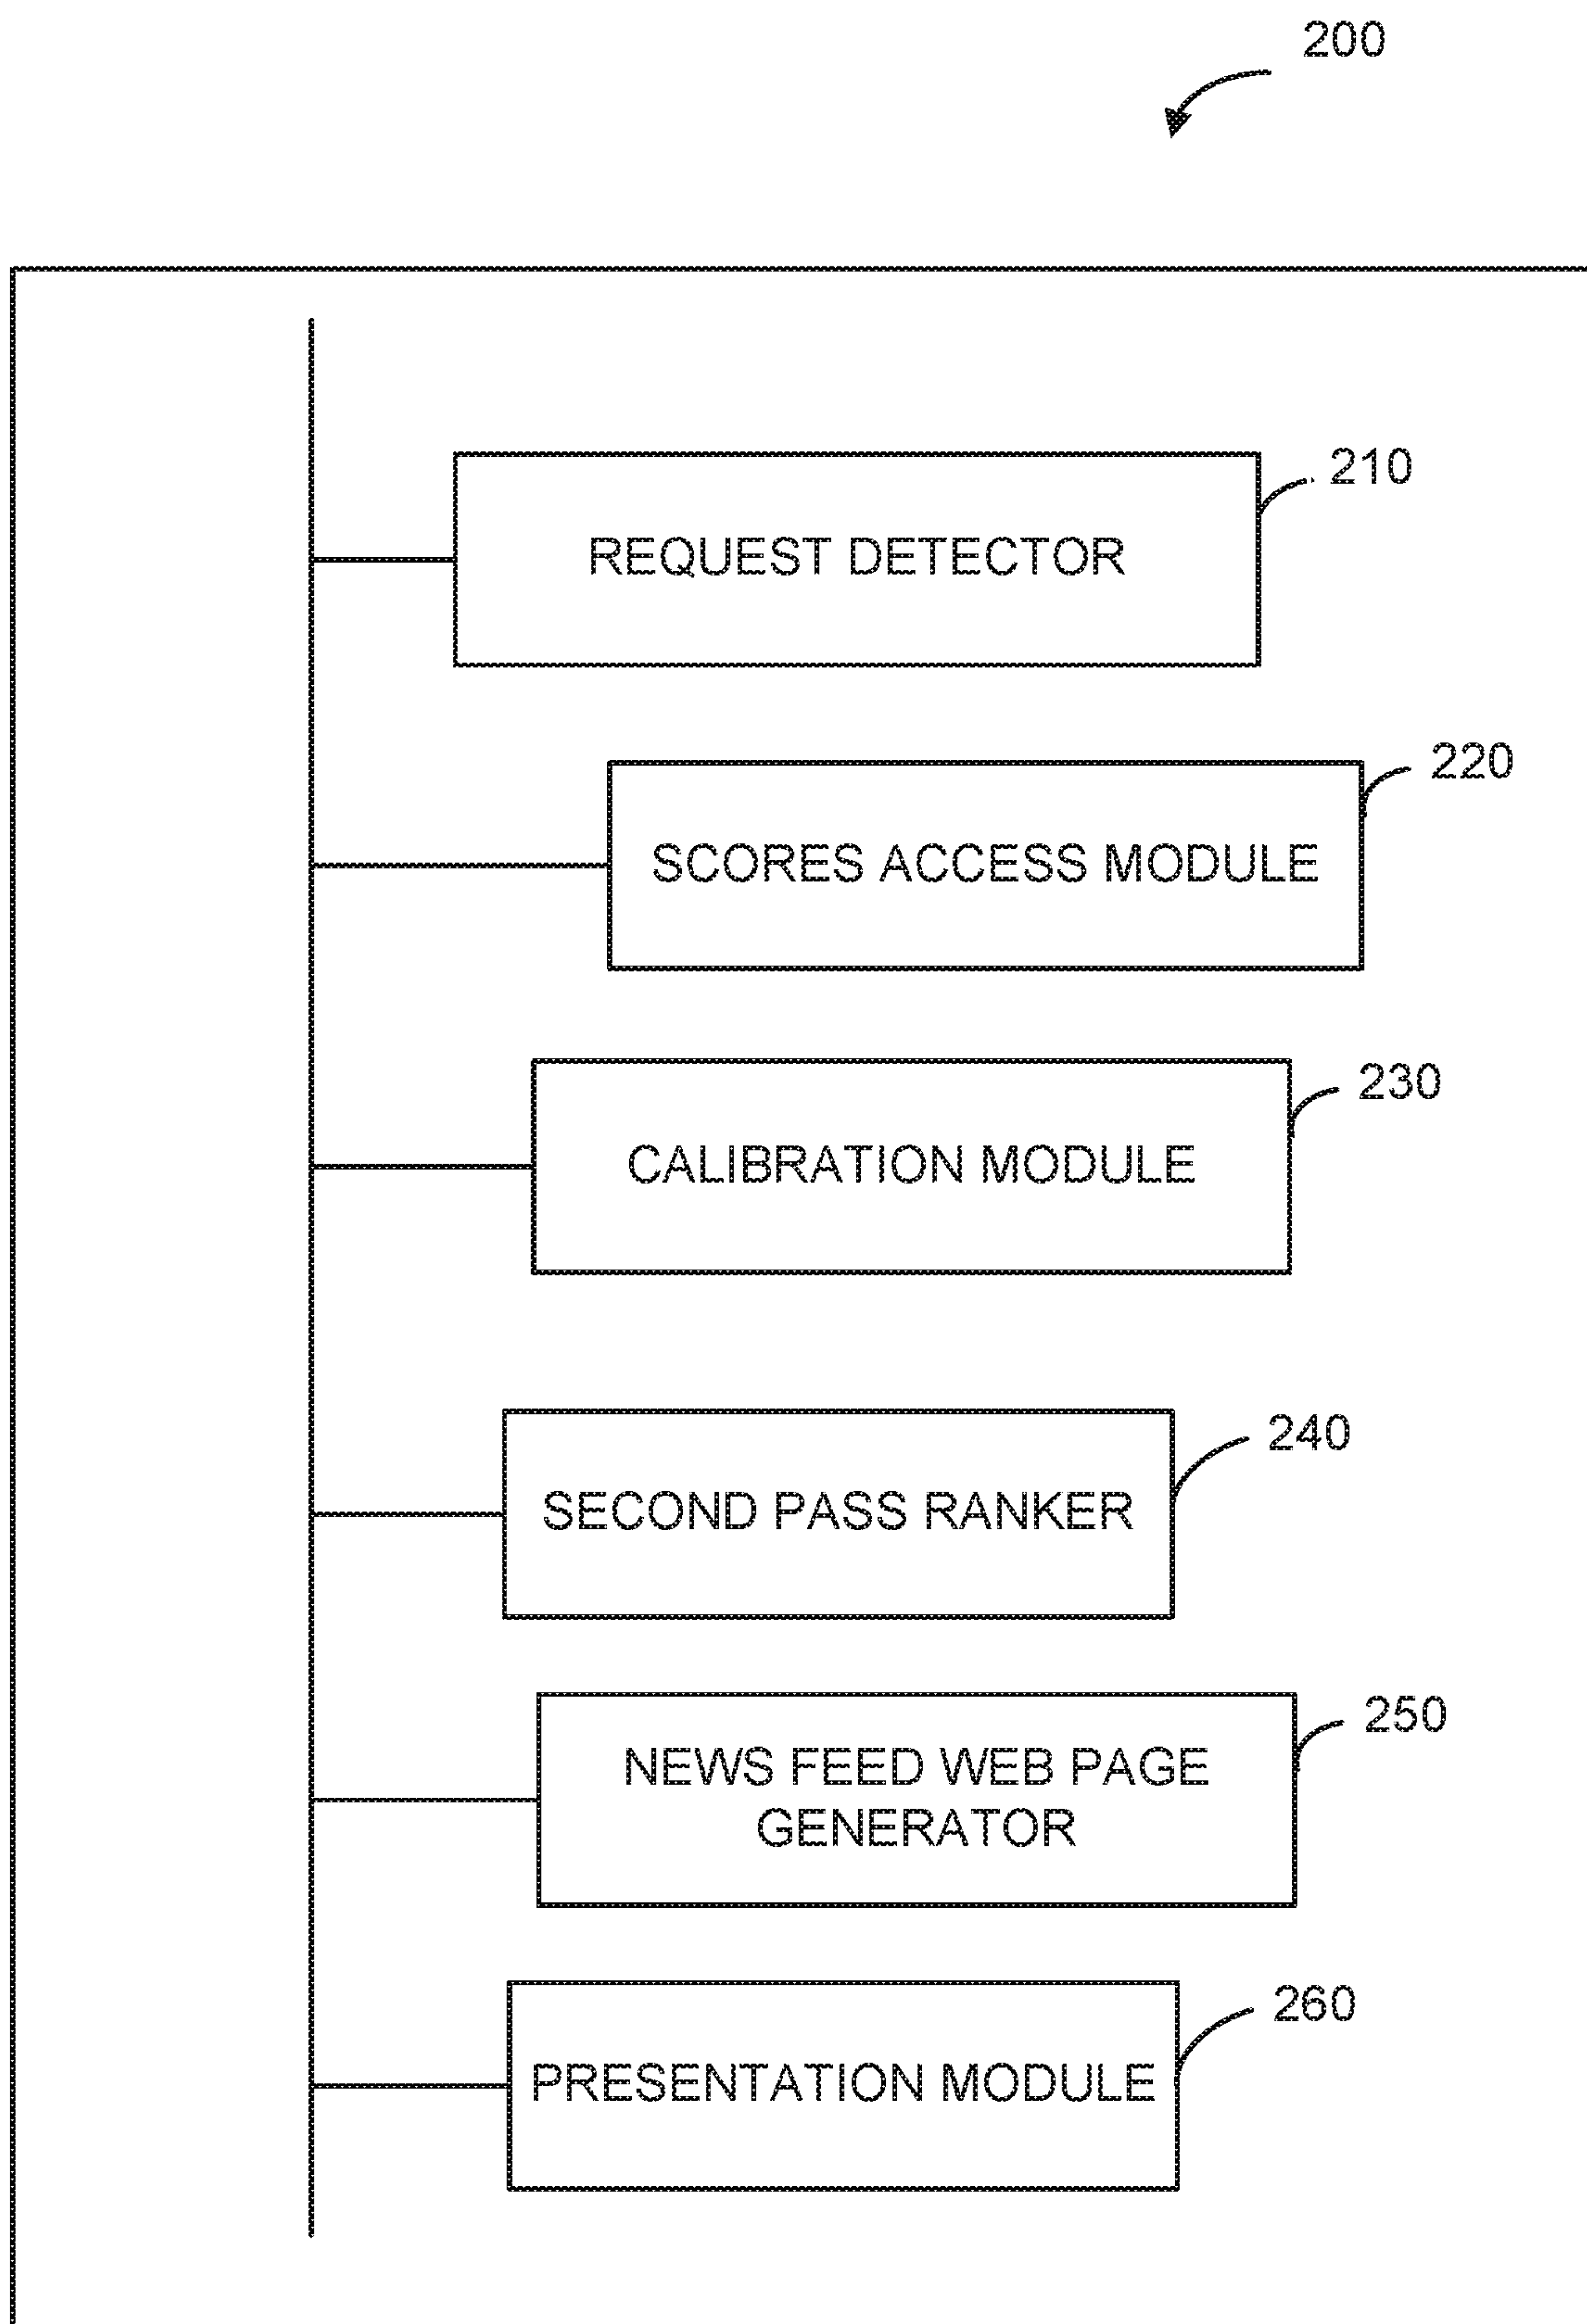 200
210
REQUEST DETECTOR
220
SCORES ACCESS MODULE
230
CALIBRATION MODULE
240
SECOND PASS RANKER
250
NEWS FEED WEB PAGE
GENERATOR
260
PRESENTATION MODULE